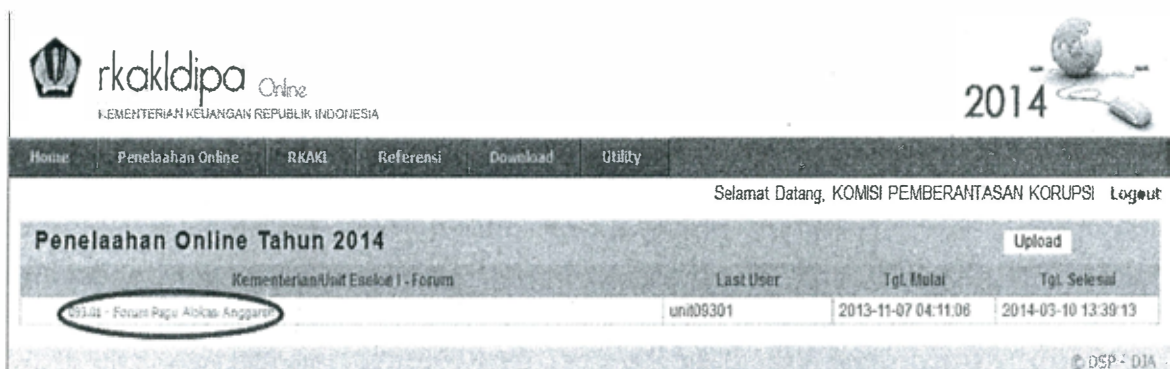 rkakldipa Online
KEMENTERIAN KEUANGAN REPUBLIK INDONESIA
2014
Home Penelaahan Online RKAKL Referensi Download Utility
Selamat Datang, KOMISI PEMBERANTASAN KORUPSI Logout
Penelaahan Online Tahun 2014 Upload
Kementerian/Unit Eselon I - Forum Last User Tgl. Mulai Tgl. Selesai
093.01 - Forum Pagu Alokasi Anggaran unit09301 2013-11-07 04:11:06 2014-03-10 13:39:13
© DSP - DJA